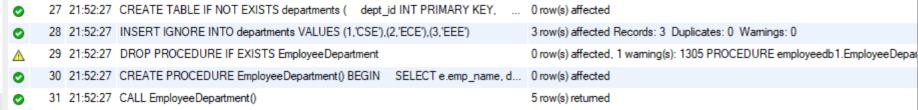 27 21:52:27 CREATE TABLE IF NOT EXISTS departments ( dept_id INT PRIMARY KEY, ... 0 row(s) affected
28 21:52:27 INSERT IGNORE INTO departments VALUES (1,'CSE'),(2,'ECE'),(3,'EEE') 3 row(s) affected Records: 3 Duplicates: 0 Warnings: 0
29 21:52:27 DROP PROCEDURE IF EXISTS EmployeeDepartment 0 row(s) affected, 1 warning(s): 1305 PROCEDURE employeedb1.EmployeeDepar
30 21:52:27 CREATE PROCEDURE EmployeeDepartment() BEGIN SELECT e.emp_name, d... 0 row(s) affected
31 21:52:27 CALL EmployeeDepartment() 5 row(s) returned